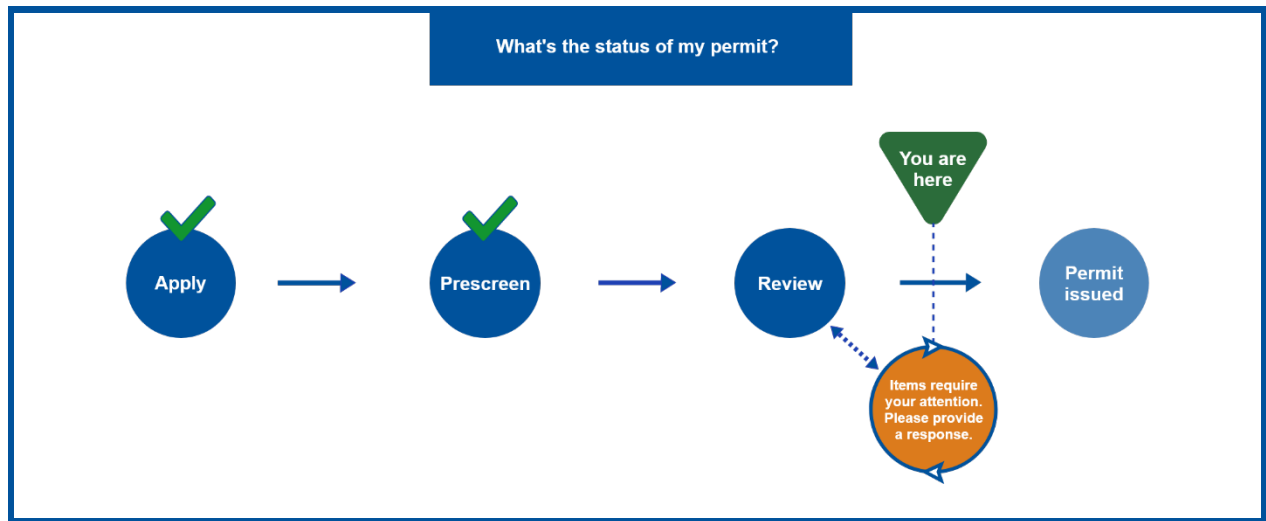 What's the status of my permit?
You are
here
Apply
Prescreen
Review
Permit
issued
Items require
your attention.
Please provide
a response.